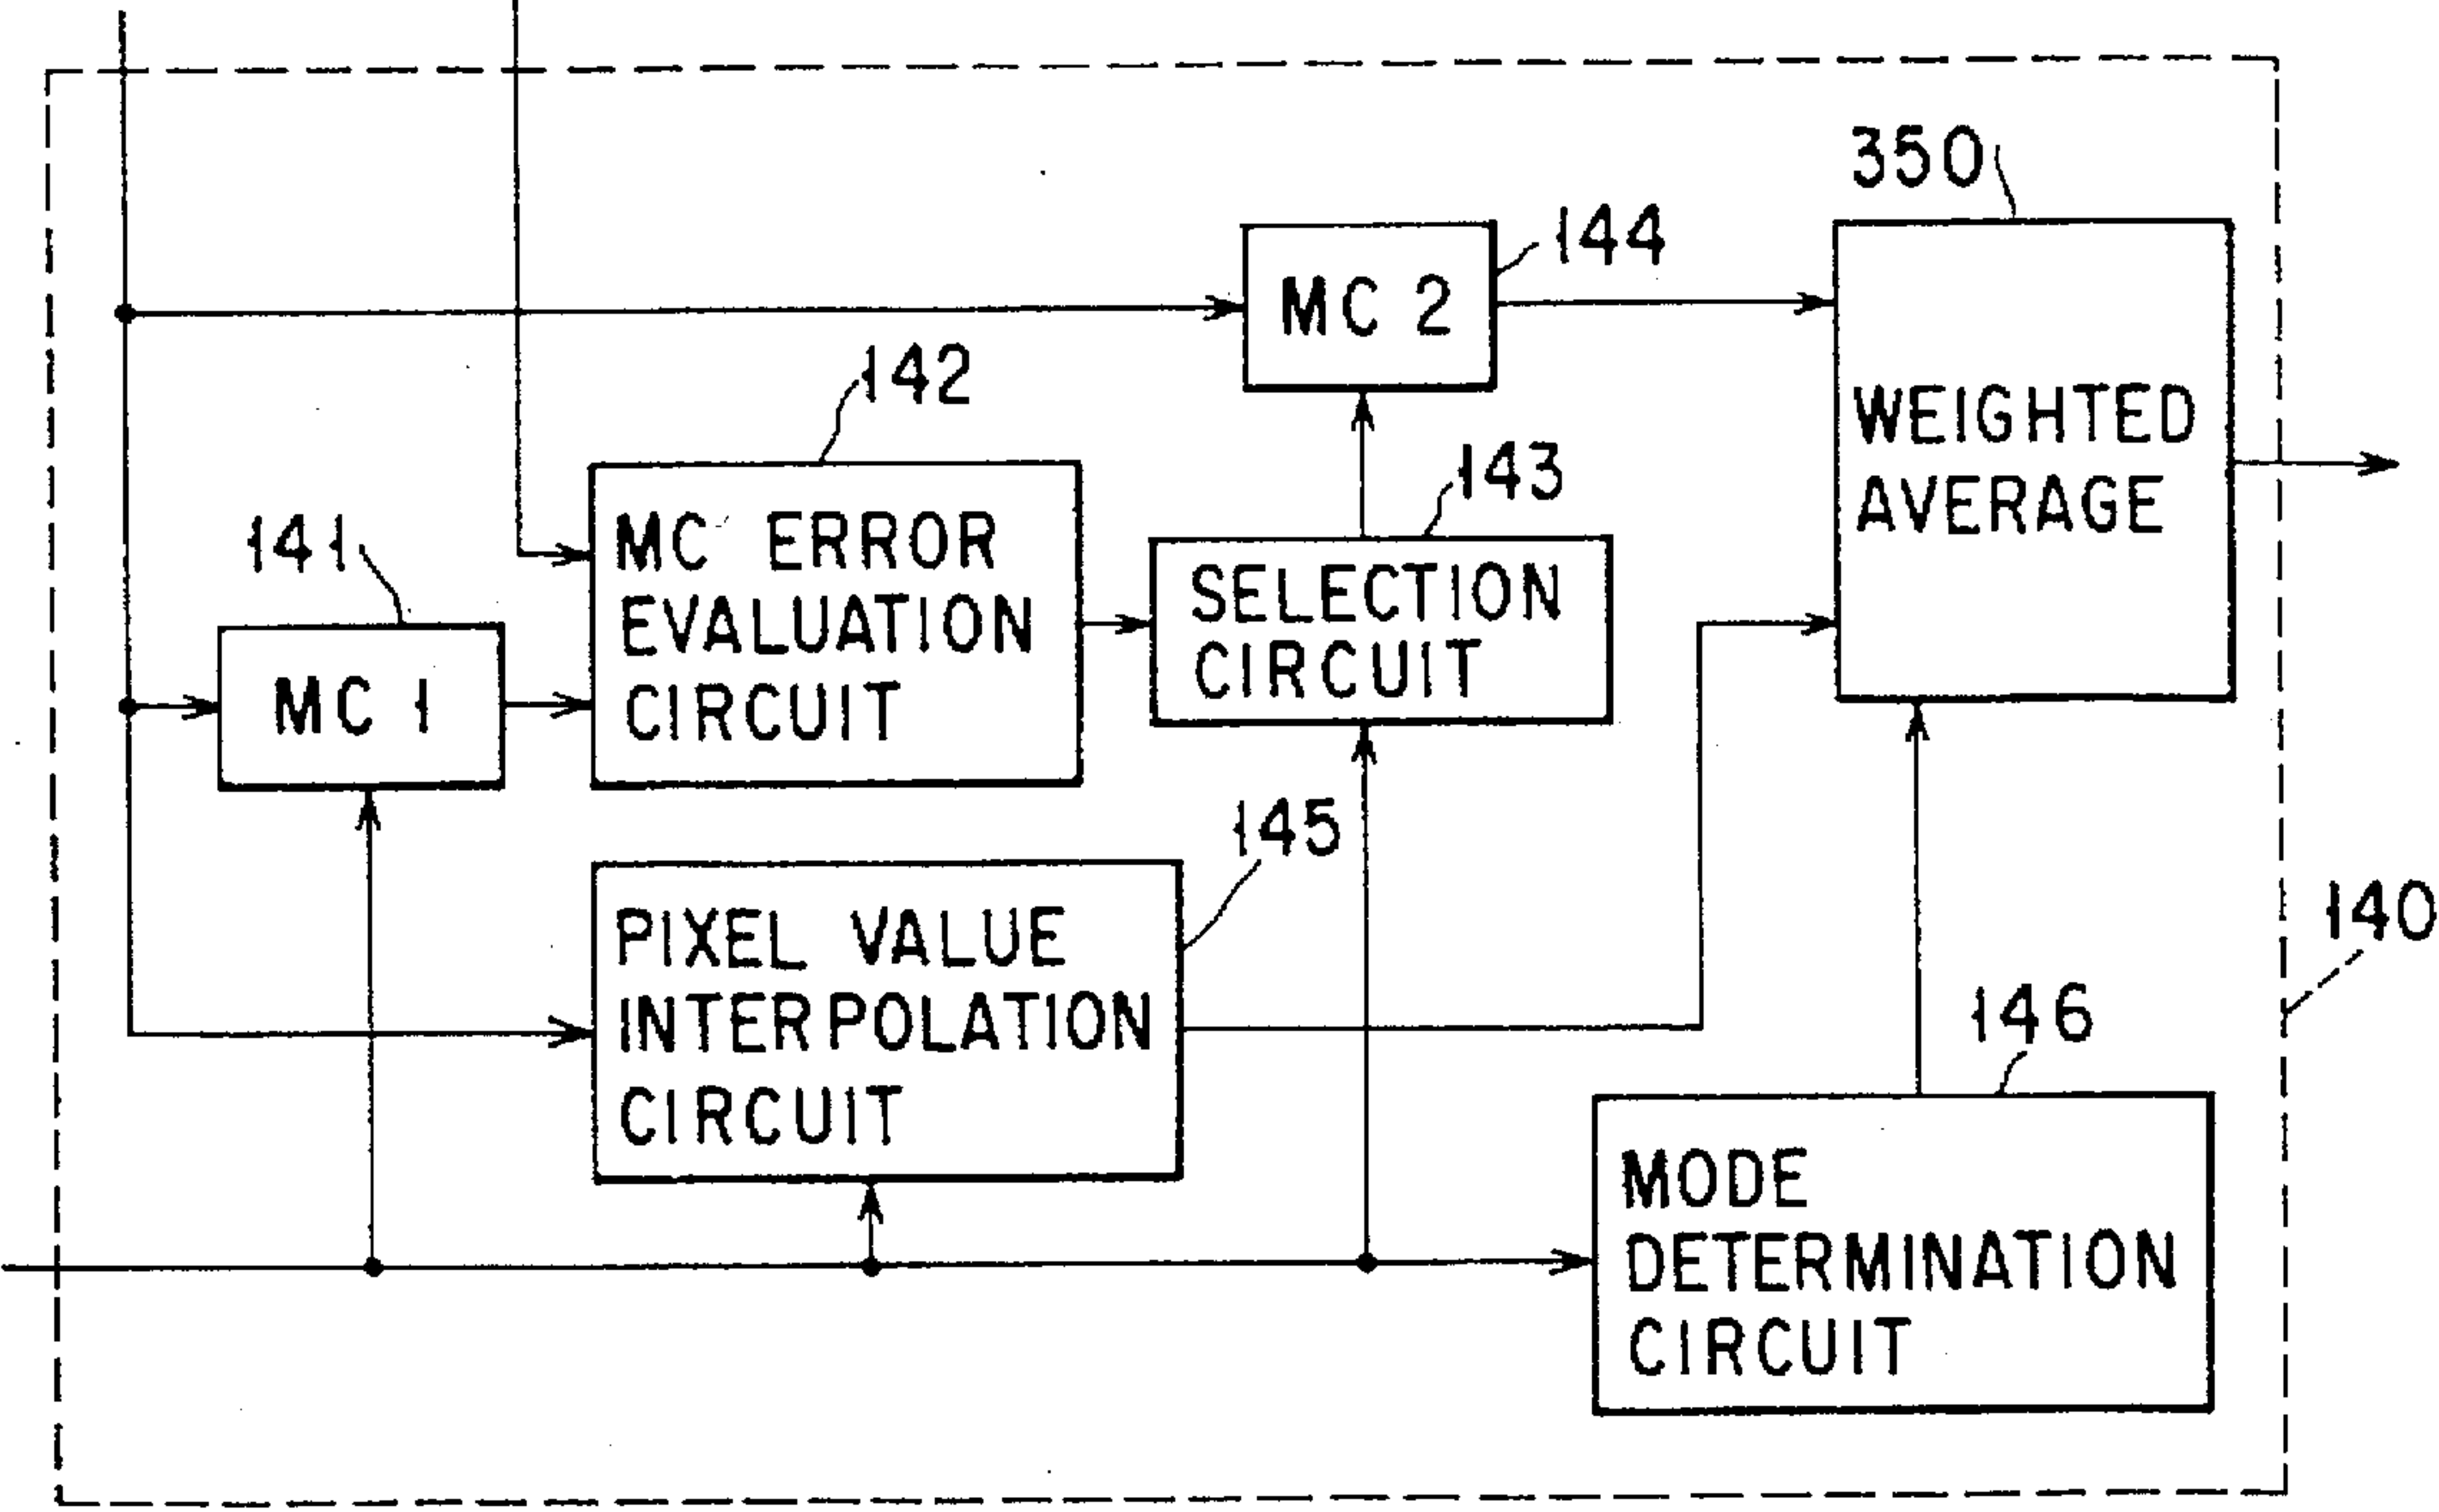 350
144
MC 2
142
WEIGHTED
AVERAGE
143
141
MC ERROR
EVALUATION
CIRCUIT
SELECTION
CIRCUIT
MC 1
145
PIXEL VALUE
INTERPOLATION
CIRCUIT
140
146
MODE
DETERMINATION
CIRCUIT